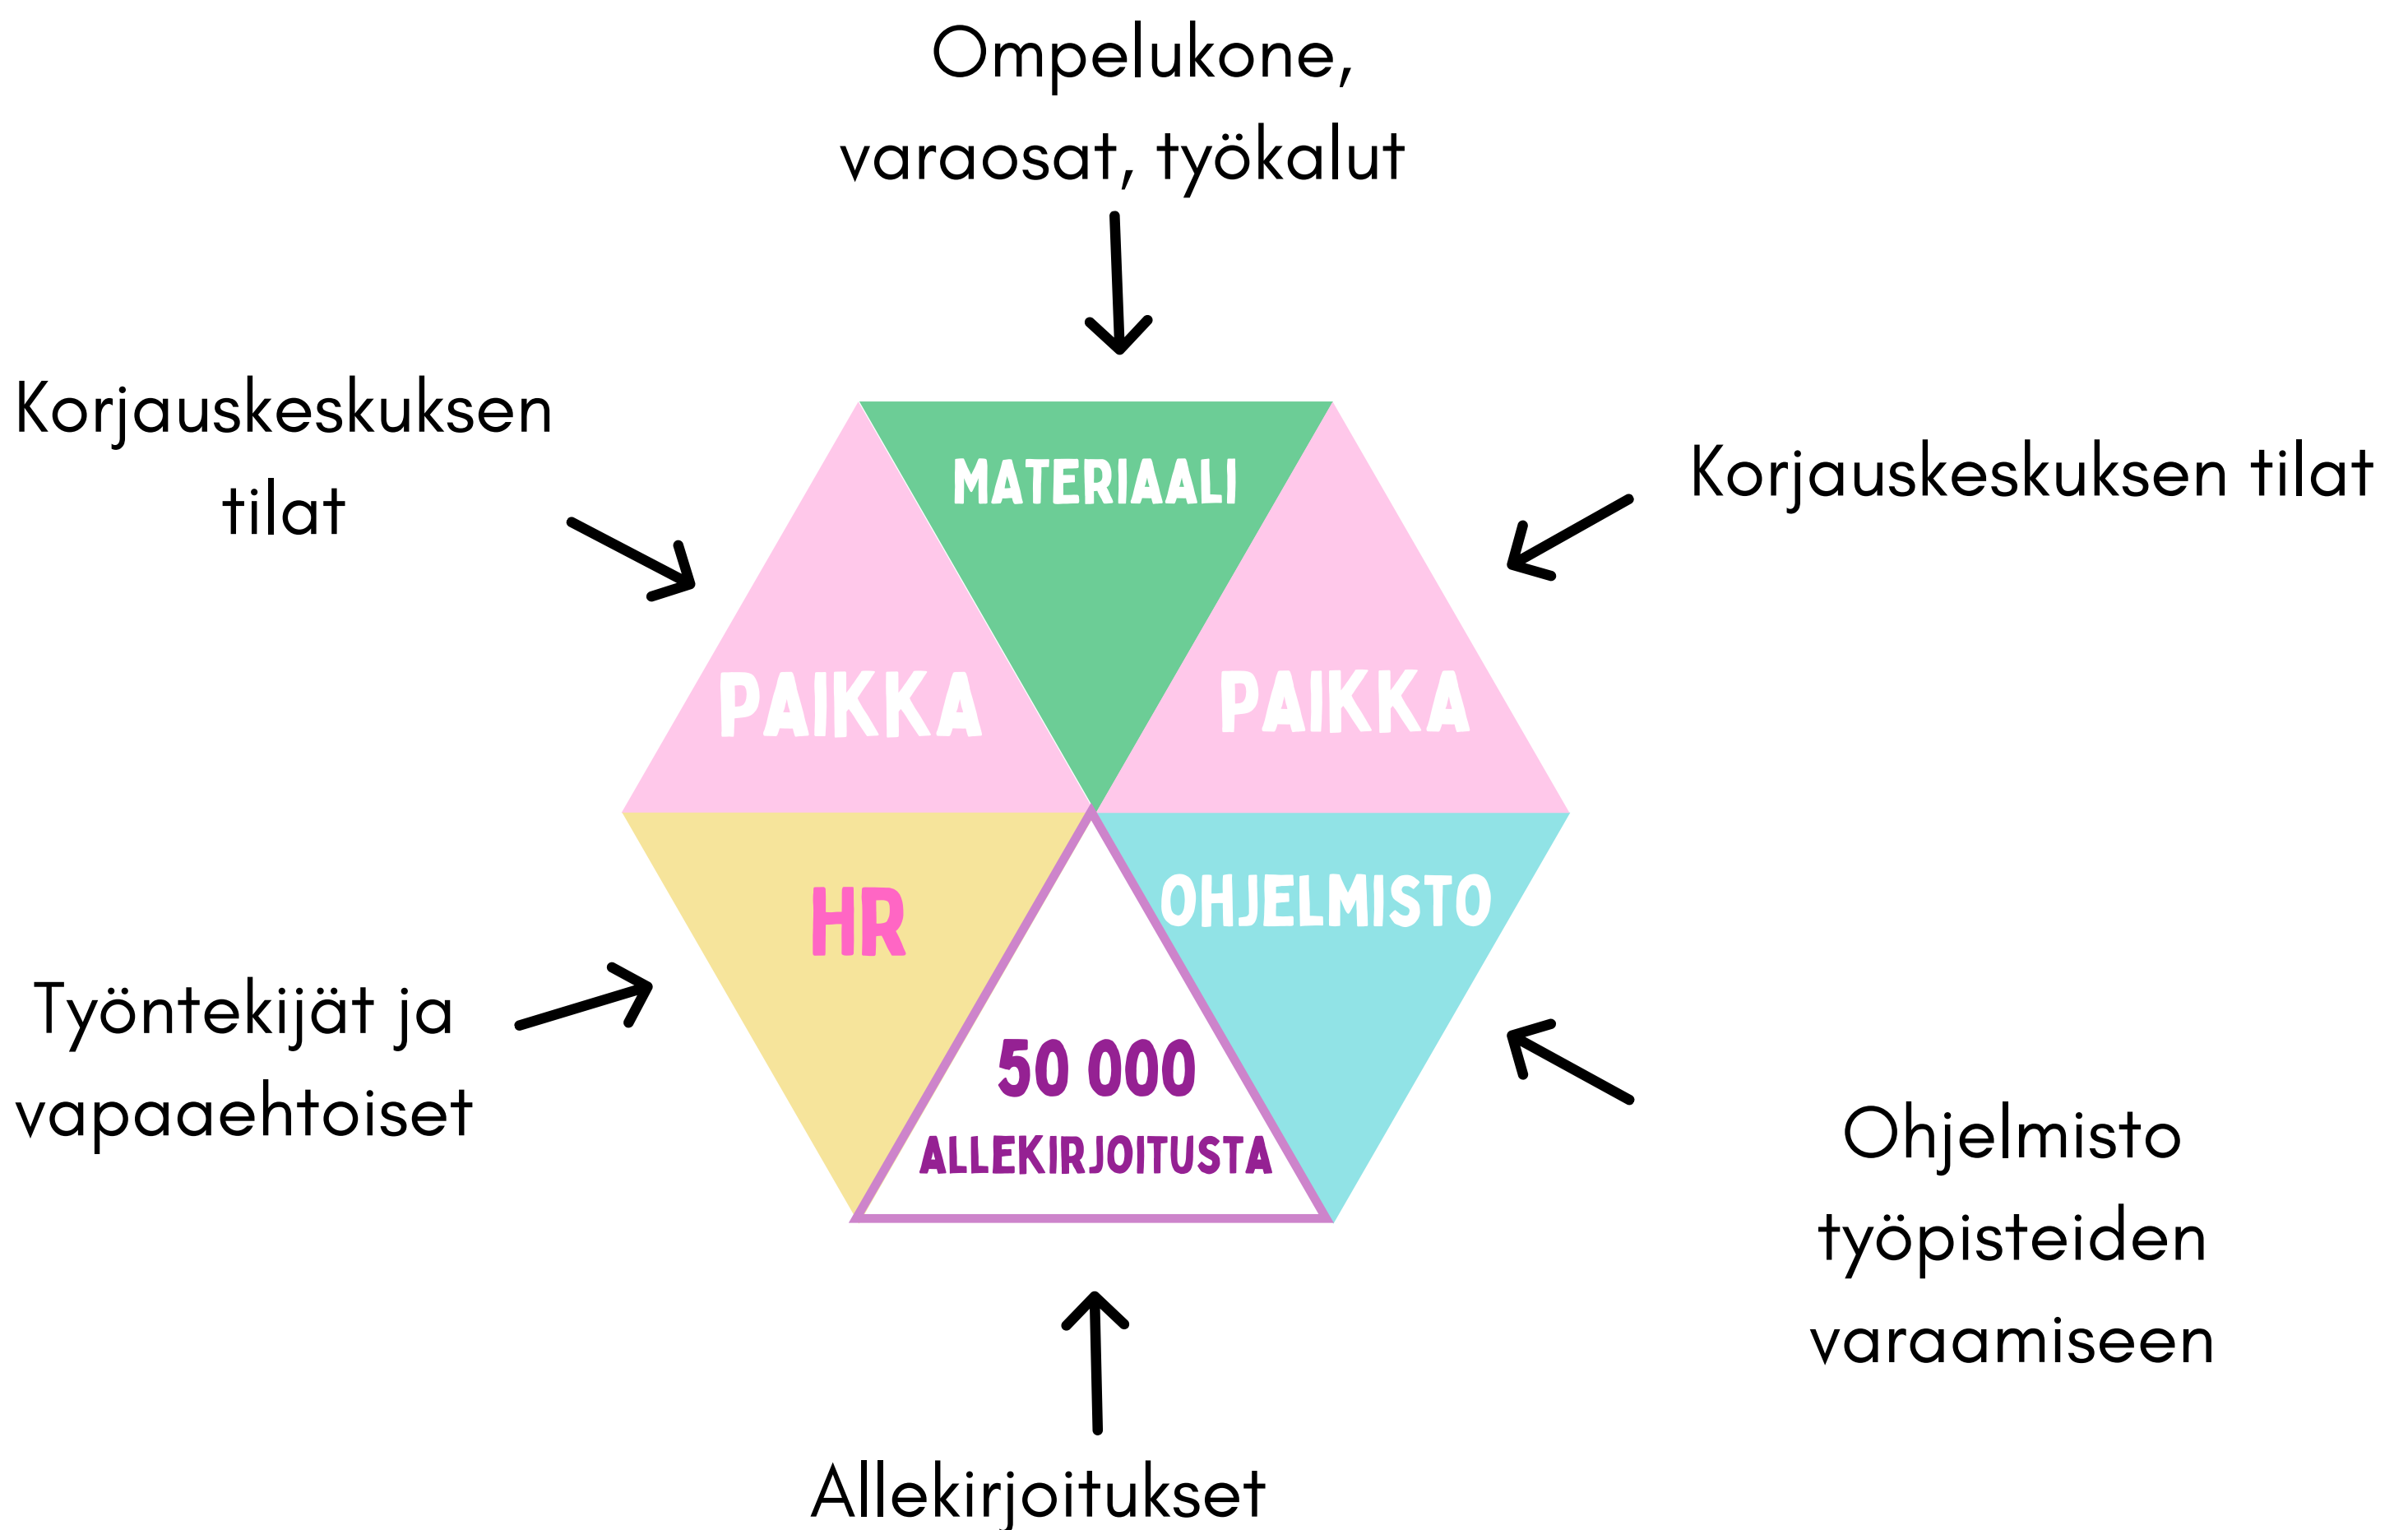 Ompelukone,
varaosat, työkalut
Korjauskeskuksen
tilat
Korjauskeskuksen tilat
MATERIAALI
PAIKKA
PAIKKA
HR
OHJELMISTO
50 000
ALLEKIRJOITUSTA
Työntekijät ja
vapaaehtoiset
Ohjelmisto
työpisteiden
varaamiseen
Allekirjoitukset